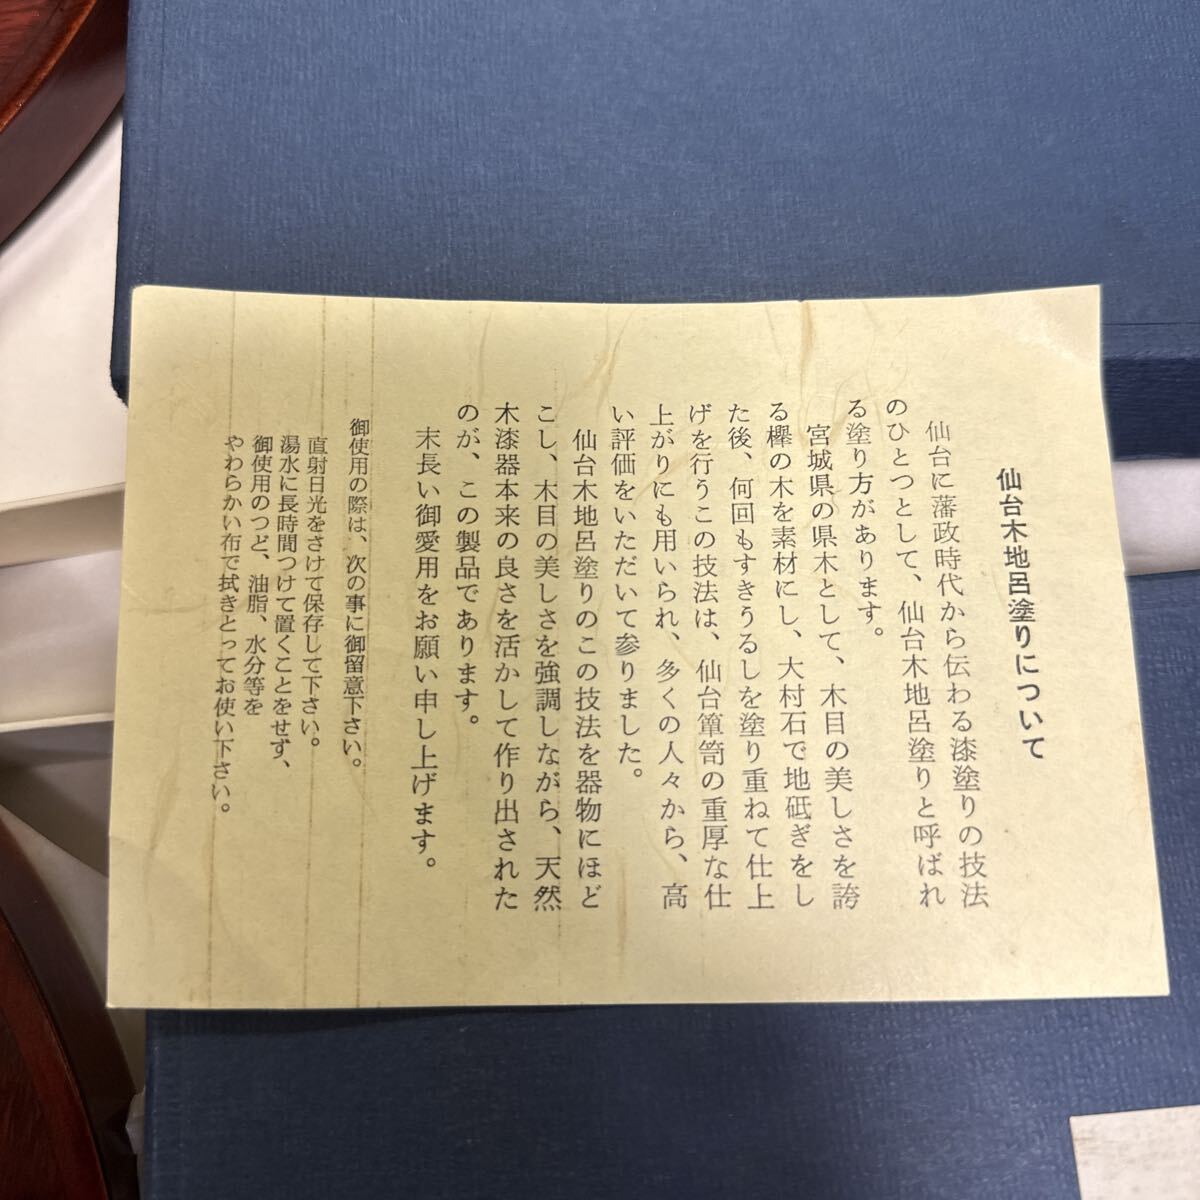 仙台木地呂塗りについて
仙台に藩政時代から伝わる漆塗りの技法
のひとつとして、仙台木地呂塗りと呼ばれ
る塗り方があります。
宮城県の県木として、木目の美しさを誇
る欅の木を素材にし、大村石で地砥ぎをし
た後、何回もすきうるしを塗り重ねて仕上
げを行うこの技法は、仙台箪笥の重厚な仕
上がりにも用いられ、多くの人々から、高
い評価をいただいて参りました。
仙台木地呂塗りのこの技法を器物にほど
こし、木目の美しさを強調しながら、天然
木漆器本来の良さを活かして作り出された
のが、この製品であります。
末長い御愛用をお願い申し上げます。
御使用の際は、次の事に御留意下さい。
直射日光をさけて保存して下さい。
湯水に長時間つけて置くことをせず、
御使用のつど、油脂、水分等を
やわらかい布で拭きとってお使い下さい。